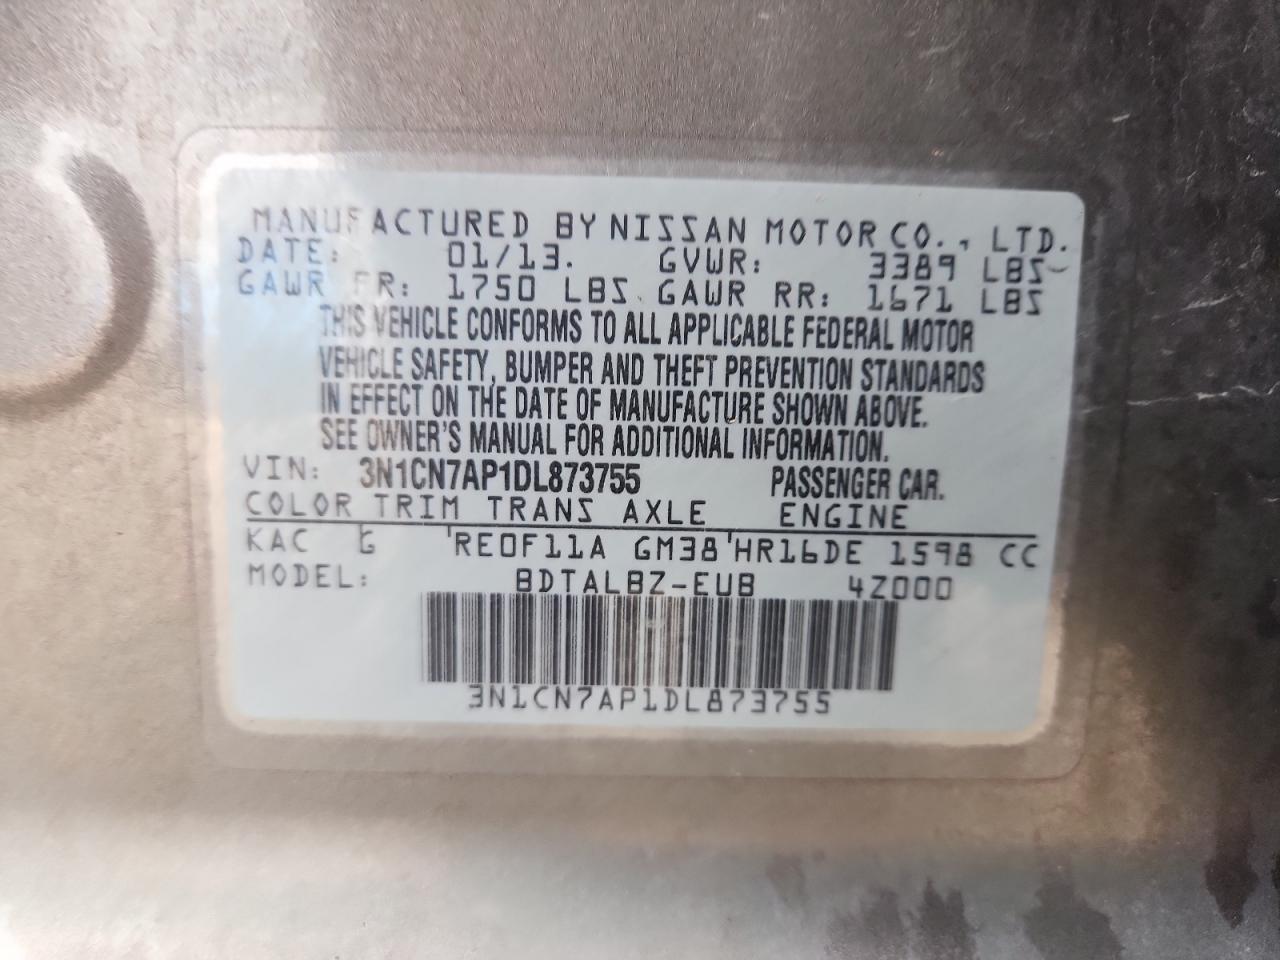 MANUFACTURED BY NISSAN MOTOR CO., LTD.
DATE: 01/13. GVWR: 3389 LBS
GAWR FR: 1750 LBS GAWR RR: 1671 LBS
THIS VEHICLE CONFORMS TO ALL APPLICABLE FEDERAL MOTOR
VEHICLE SAFETY, BUMPER AND THEFT PREVENTION STANDARDS
IN EFFECT ON THE DATE OF MANUFACTURE SHOWN ABOVE.
SEE OWNER'S MANUAL FOR ADDITIONAL INFORMATION.
VIN: 3N1CN7AP1DL873755 PASSENGER CAR.
COLOR TRIM TRANS AXLE ENGINE
KAC G RE0F11A GM38 HR16DE 1598 CC
MODEL: BDTALBZ-EUB 4Z000
3N1CN7AP1DL873755